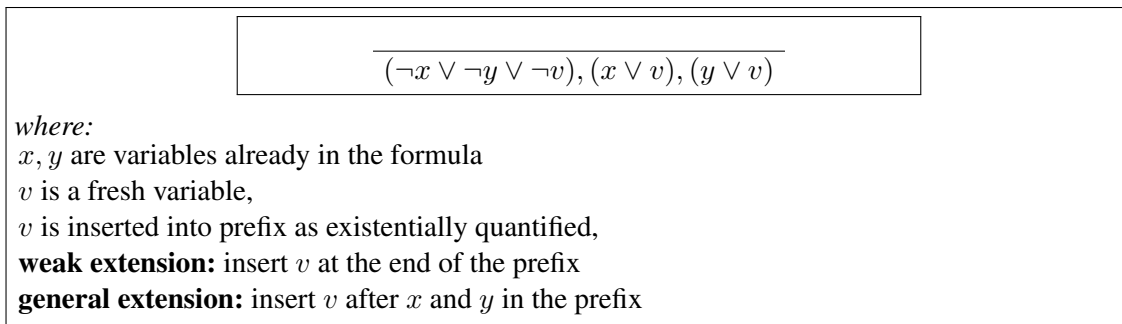 (¬x ∨ ¬y ∨ ¬v), (x ∨ v), (y ∨ v)
where:
x, y are variables already in the formula
v is a fresh variable,
v is inserted into prefix as existentially quantified,
weak extension: insert v at the end of the prefix
general extension: insert v after x and y in the prefix